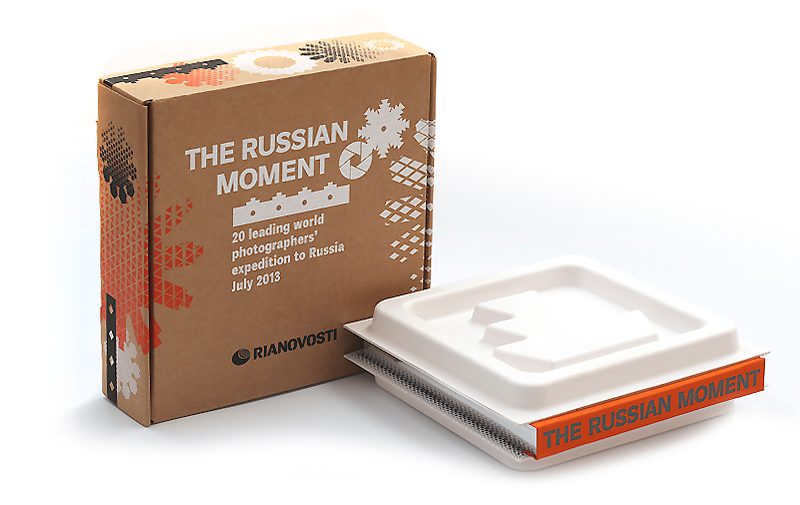 THE RUSSIAN
MOMENT
20 leading world
photographers'
expedition to Russia
July 2013
RIANOVOSTI
THE RUSSIAN MOMENT